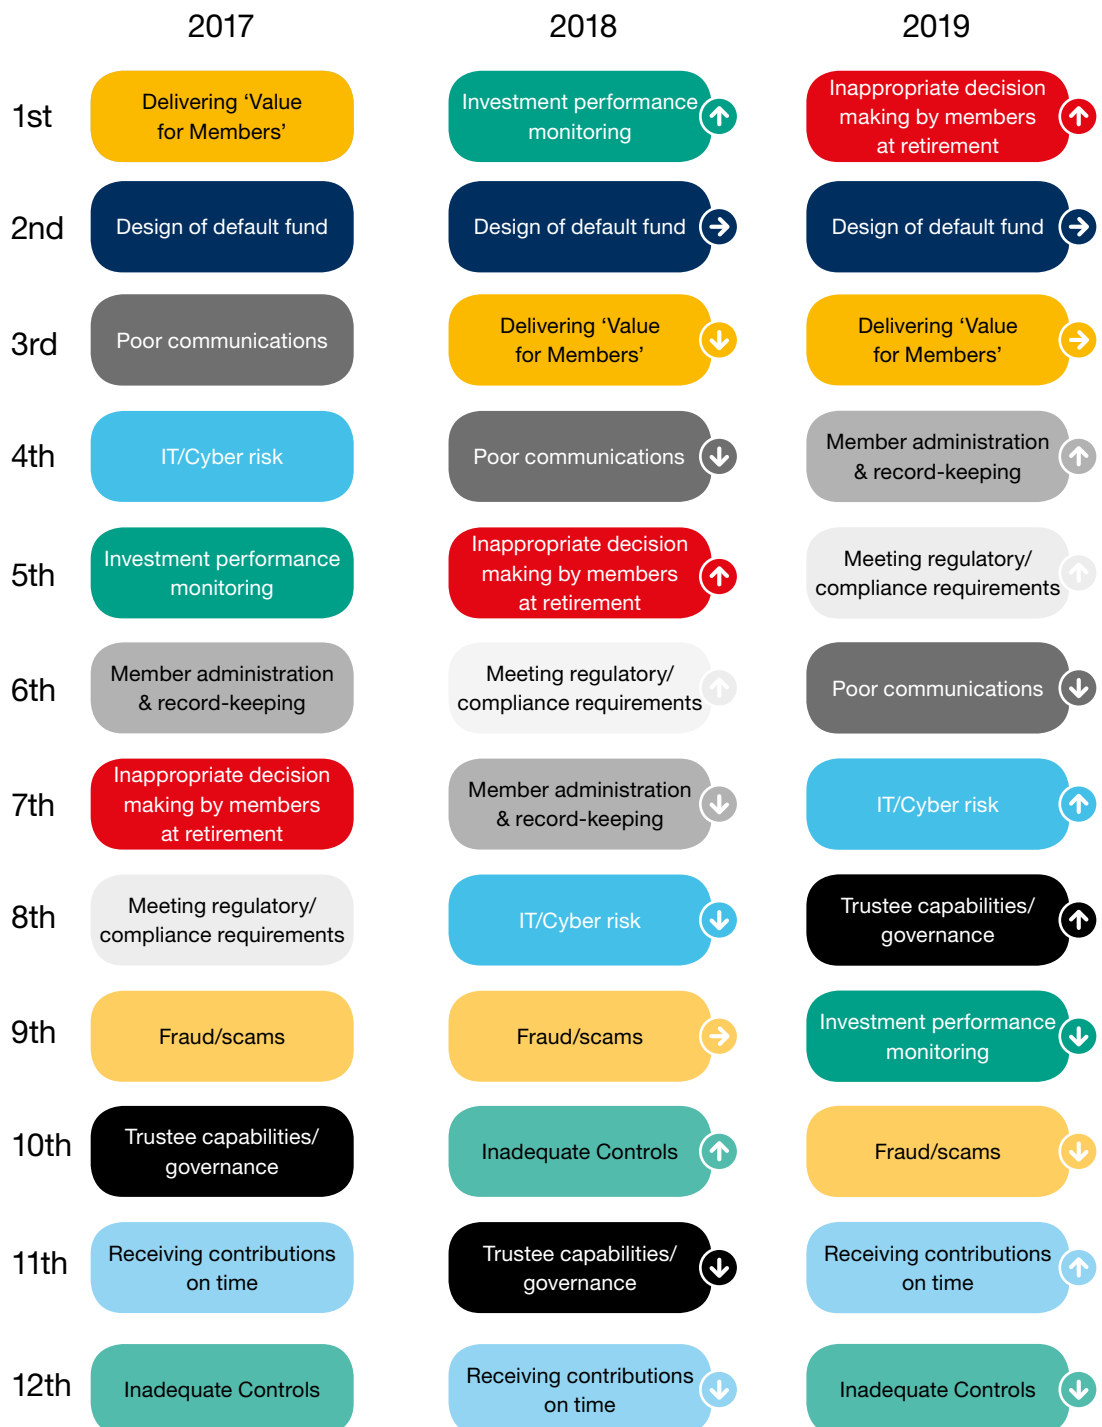 2017 2018 2019
1st
Delivering ‘Value
for Members’
Investment performance
monitoring
Inappropriate decision
making by members
at retirement
2nd
Design of default fund
Design of default fund
Design of default fund
3rd
Poor communications
Delivering ‘Value
for Members’
Delivering ‘Value
for Members’
4th
IT/Cyber risk
Poor communications
Member administration
& record-keeping
5th
Investment performance
monitoring
Inappropriate decision
making by members
at retirement
Meeting regulatory/
compliance requirements
6th
Member administration
& record-keeping
Meeting regulatory/
compliance requirements
Poor communications
7th
Inappropriate decision
making by members
at retirement
Member administration
& record-keeping
IT/Cyber risk
8th
Meeting regulatory/
compliance requirements
IT/Cyber risk
Trustee capabilities/
governance
9th
Fraud/scams
Fraud/scams
Investment performance
monitoring
10th
Trustee capabilities/
governance
Inadequate Controls
Fraud/scams
11th
Receiving contributions
on time
Trustee capabilities/
governance
Receiving contributions
on time
12th
Inadequate Controls
Receiving contributions
on time
Inadequate Controls